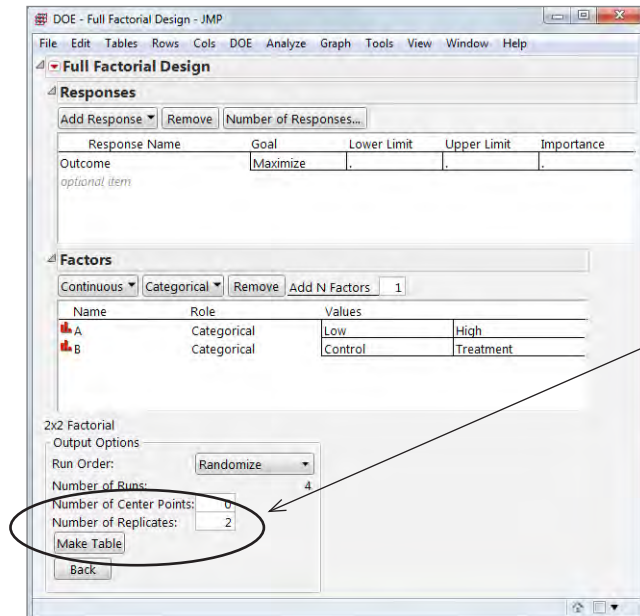 DOE - Full Factorial Design - JMP
File Edit Tables Rows Cols DOE Analyze Graph Tools View Window Help
Full Factorial Design
Responses
Add Response Remove Number of Responses...
Response Name Goal Lower Limit Upper Limit Importance
Outcome Maximize . . .
optional item
Factors
Continuous Categorical Remove Add N Factors 1
Name Role Values
A Categorical Low High
B Categorical Control Treatment
2x2 Factorial
Output Options
Run Order: Randomize
Number of Runs: 4
Number of Center Points: 0
Number of Replicates: 2
Make Table
Back